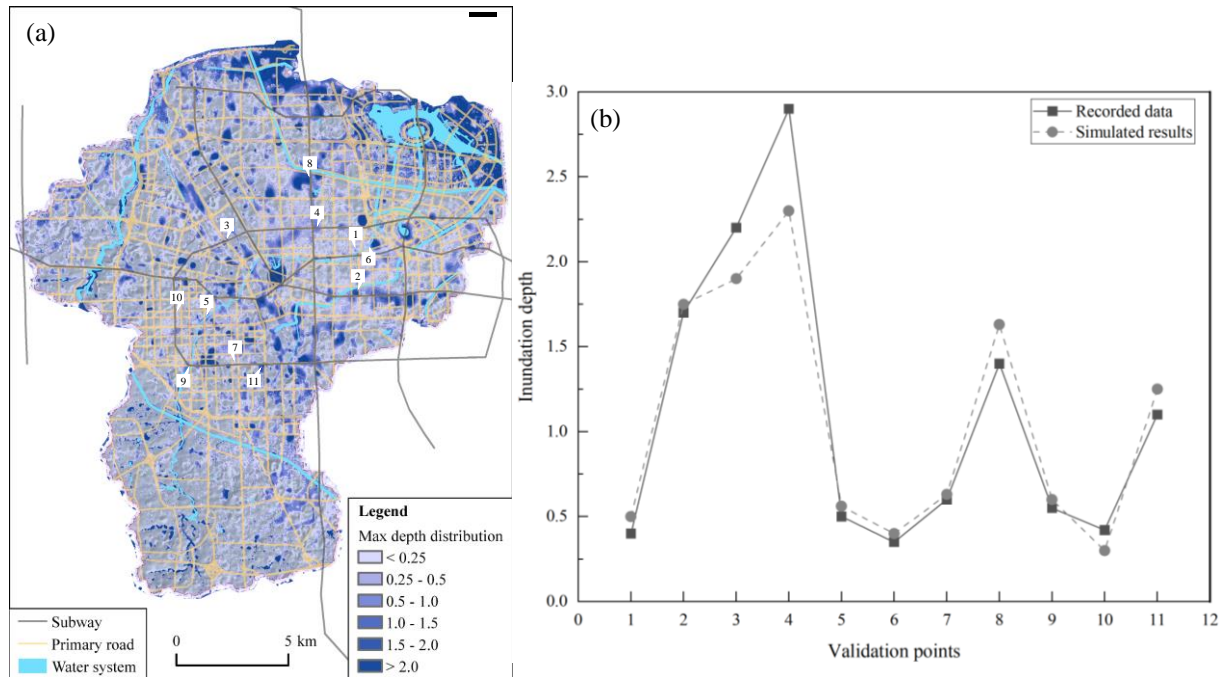 (a)
8
4
3
1
6
2
10
5
7
9
11
Legend
Max depth distribution
< 0.25
0.25 - 0.5
0.5 - 1.0
1.0 - 1.5
1.5 - 2.0
> 2.0
Subway
Primary road
Water system
0 5 km
(b)
Recorded data
Simulated results
Inundation depth
3.0
2.5
2.0
1.5
1.0
0.5
0.0
0 1 2 3 4 5 6 7 8 9 10 11 12
Validation points